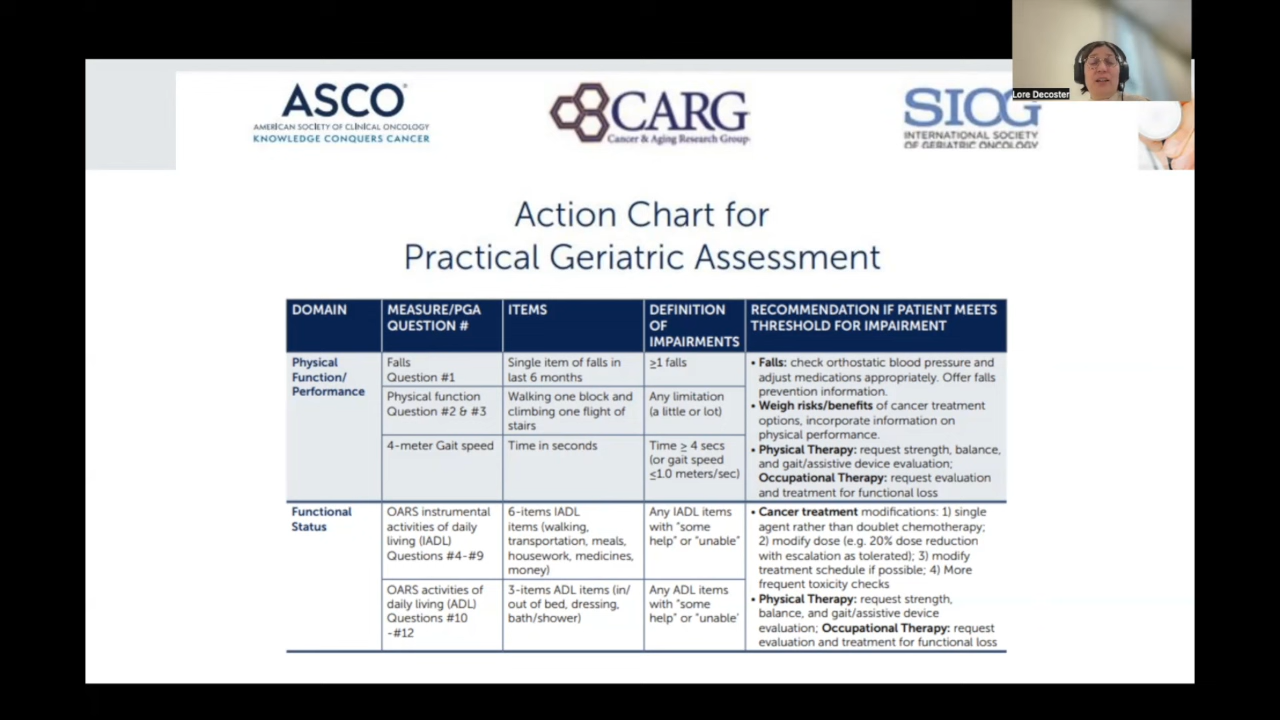 ASCO
AMERICAN SOCIETY OF CLINICAL ONCOLOGY
KNOWLEDGE CONQUERS CANCER
CARG
Cancer & Aging Research Group
SIOG
INTERNATIONAL SOCIETY
OF GERIATRIC ONCOLOGY
Lore Decoster
Action Chart for
Practical Geriatric Assessment
DOMAIN
MEASURE/PGA
QUESTION #
ITEMS
DEFINITION
OF
IMPAIRMENTS
RECOMMENDATION IF PATIENT MEETS
THRESHOLD FOR IMPAIRMENT
Physical
Function/
Performance
Falls
Question #1
Single item of falls in
last 6 months
≥1 falls
Physical function
Question #2 & #3
Walking one block and
climbing one flight of
stairs
Any limitation
(a little or lot)
4-meter Gait speed
Time in seconds
Time ≥ 4 secs
(or gait speed
≤1.0 meters/sec)
• Falls: check orthostatic blood pressure and
adjust medications appropriately. Offer falls
prevention information.
• Weigh risks/benefits of cancer treatment
options, incorporate information on
physical performance.
• Physical Therapy: request strength, balance,
and gait/assistive device evaluation;
Occupational Therapy: request evaluation
and treatment for functional loss
Functional
Status
OARS instrumental
activities of daily
living (IADL)
Questions #4-#9
6-items IADL
items (walking,
transportation, meals,
housework, medicines,
money)
Any IADL items
with "some
help" or "unable"
OARS activities of
daily living (ADL)
Questions #10
-#12
3-items ADL items (in/
out of bed, dressing,
bath/shower)
Any ADL items
with "some
help" or "unable'
• Cancer treatment modifications: 1) single
agent rather than doublet chemotherapy;
2) modify dose (e.g. 20% dose reduction
with escalation as tolerated); 3) modify
treatment schedule if possible; 4) More
frequent toxicity checks
• Physical Therapy: request strength,
balance, and gait/assistive device
evaluation; Occupational Therapy: request
evaluation and treatment for functional loss